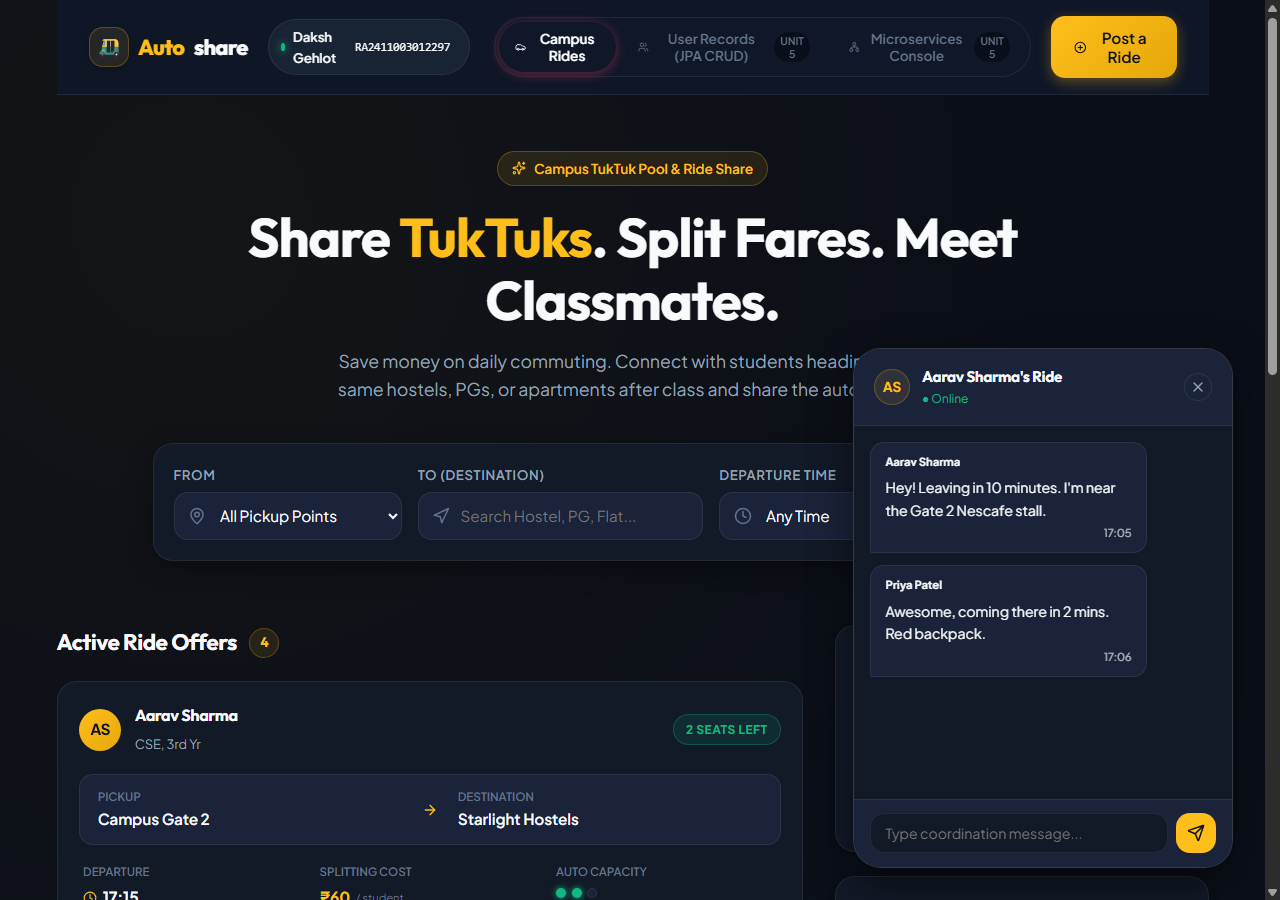 Auto share
Daksh Gehlot
RA2411003012297
Campus Rides
User Records (JPA CRUD)
UNIT 5
Microservices Console
UNIT 5
Post a Ride
Campus TukTuk Pool & Ride Share
Share TukTuks. Split Fares. Meet
Classmates.
Save money on daily commuting. Connect with students headin
same hostels, PGs, or apartments after class and share the auto
FROM
All Pickup Points
TO (DESTINATION)
Search Hostel, PG, Flat...
DEPARTURE TIME
Any Time
Active Ride Offers 4
AS
Aarav Sharma
CSE, 3rd Yr
2 SEATS LEFT
PICKUP
Campus Gate 2
DESTINATION
Starlight Hostels
DEPARTURE
17:15
SPLITTING COST
₹60 / student
AUTO CAPACITY
AS
Aarav Sharma's Ride
Online
Aarav Sharma
Hey! Leaving in 10 minutes. I'm near
the Gate 2 Nescafe stall.
17:05
Priya Patel
Awesome, coming there in 2 mins.
Red backpack.
17:06
Type coordination message...